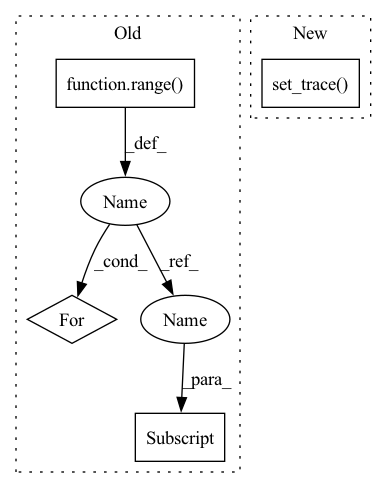 Old
New
function.range()
set_trace()
_def_
Name
_cond_
_ref_
For
Name
_para_
Subscript